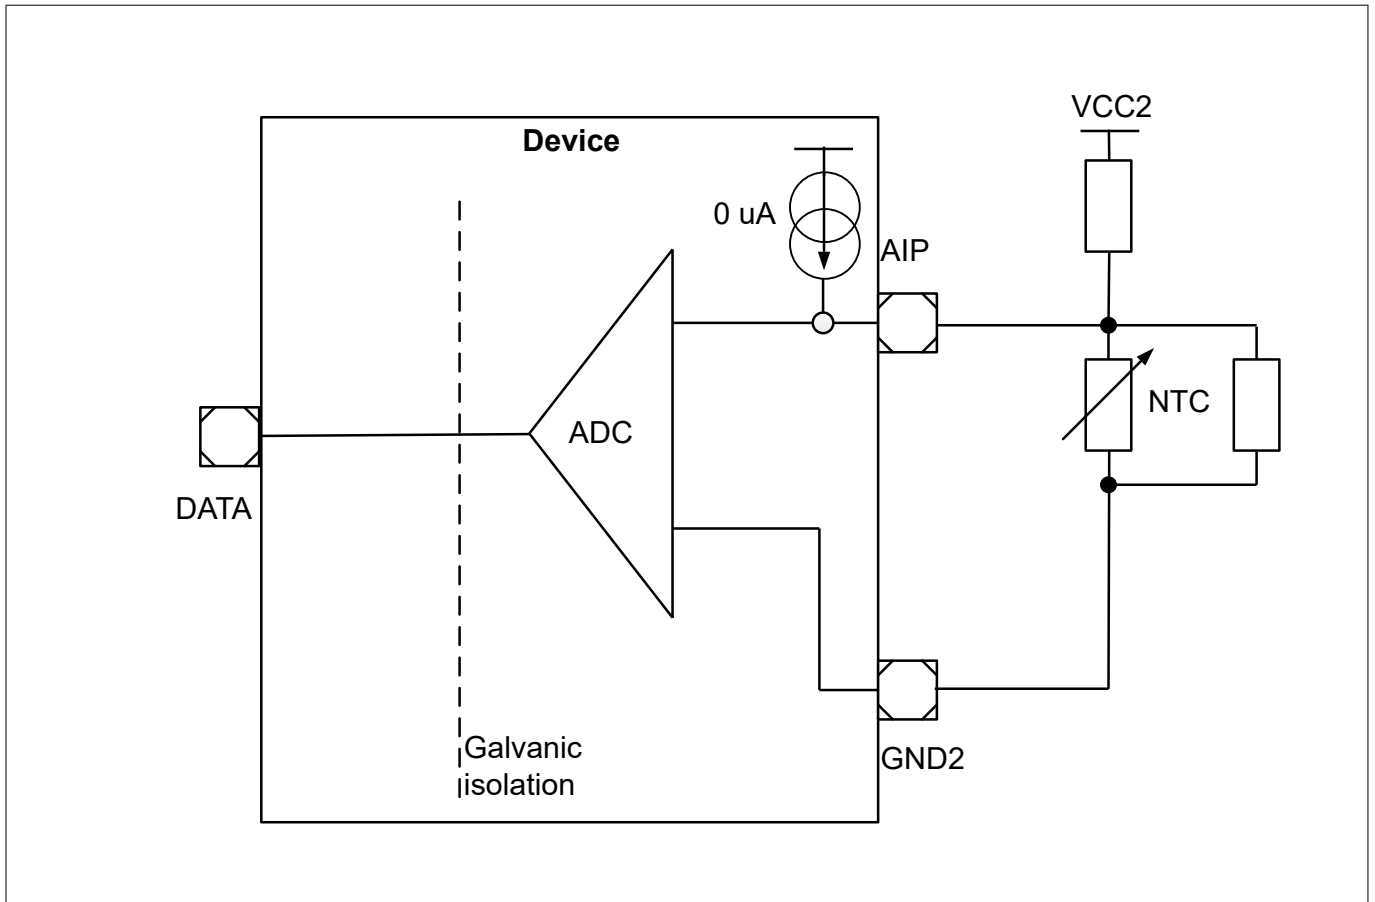 VCC2
Device
0 uA
AIP
NTC
ADC
DATA
Galvanic
isolation
GND2